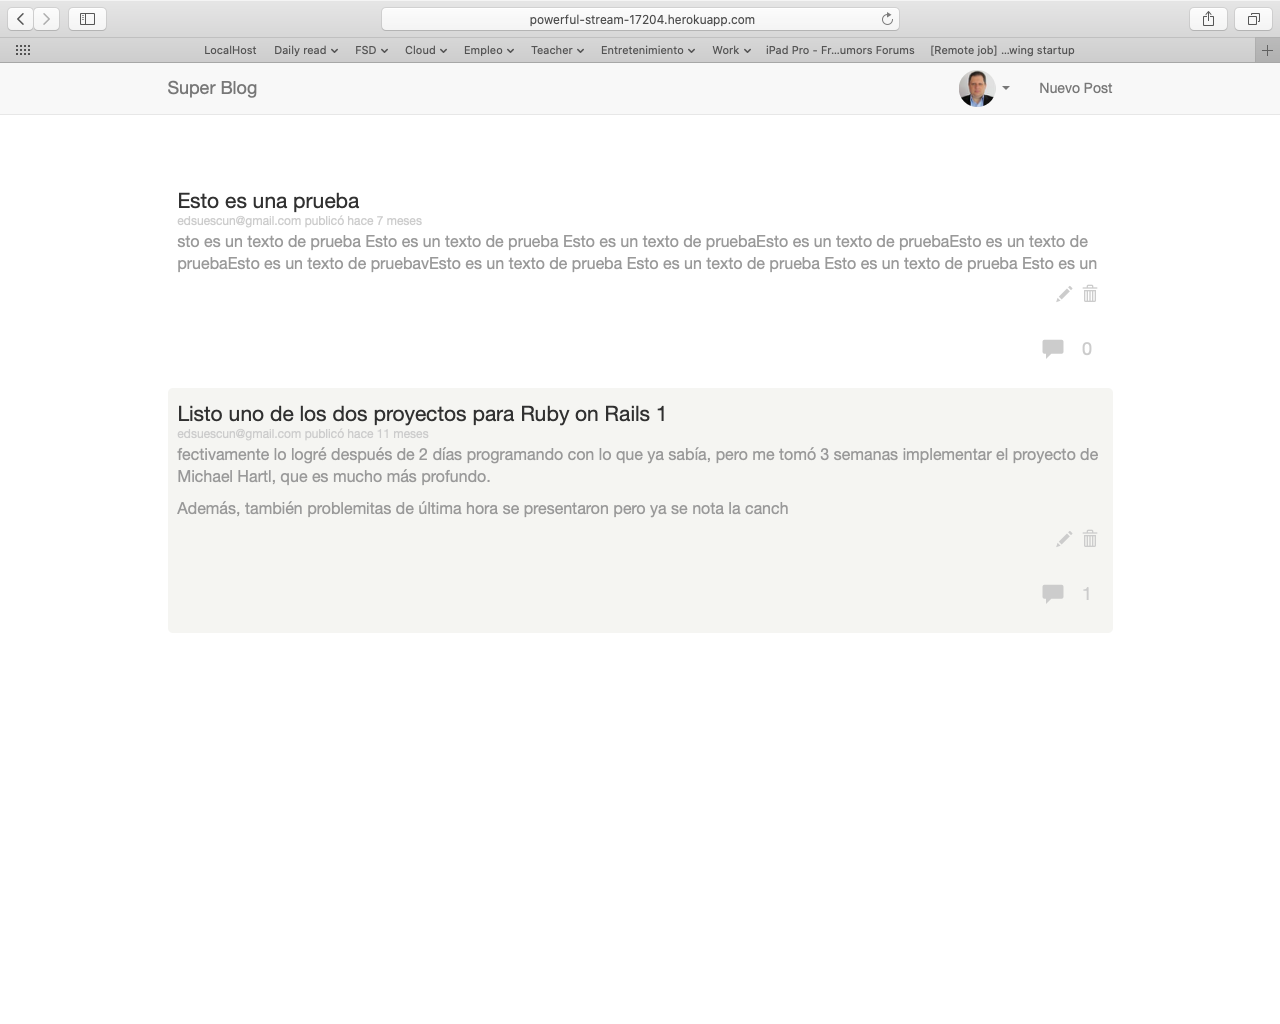 powerful-stream-17204.herokuapp.com
LocalHost Daily read FSD Cloud Empleo Teacher Entretenimiento Work iPad Pro - Fr...umors Forums [Remote job] ...wing startup
Super Blog Nuevo Post
Esto es una prueba
edsuescun@gmail.com publicó hace 7 meses
sto es un texto de prueba Esto es un texto de prueba Esto es un texto de pruebaEsto es un texto de pruebaEsto es un texto de
pruebaEsto es un texto de pruebavEsto es un texto de prueba Esto es un texto de prueba Esto es un texto de prueba Esto es un
0
Listo uno de los dos proyectos para Ruby on Rails 1
edsuescun@gmail.com publicó hace 11 meses
fectivamente lo logré después de 2 días programando con lo que ya sabía, pero me tomó 3 semanas implementar el proyecto de
Michael Hartl, que es mucho más profundo.
Además, también problemitas de última hora se presentaron pero ya se nota la canch
1